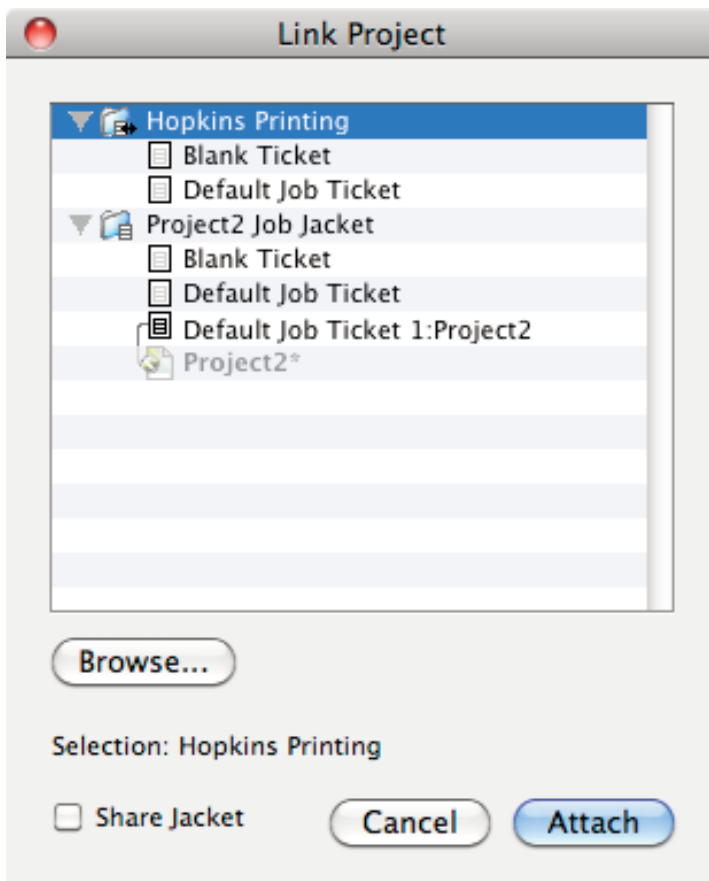 Link Project
Hopkins Printing
Blank Ticket
Default Job Ticket
Project2 Job Jacket
Blank Ticket
Default Job Ticket
Default Job Ticket 1:Project2
Project2*
Browse...
Selection: Hopkins Printing
Share Jacket
Cancel
Attach